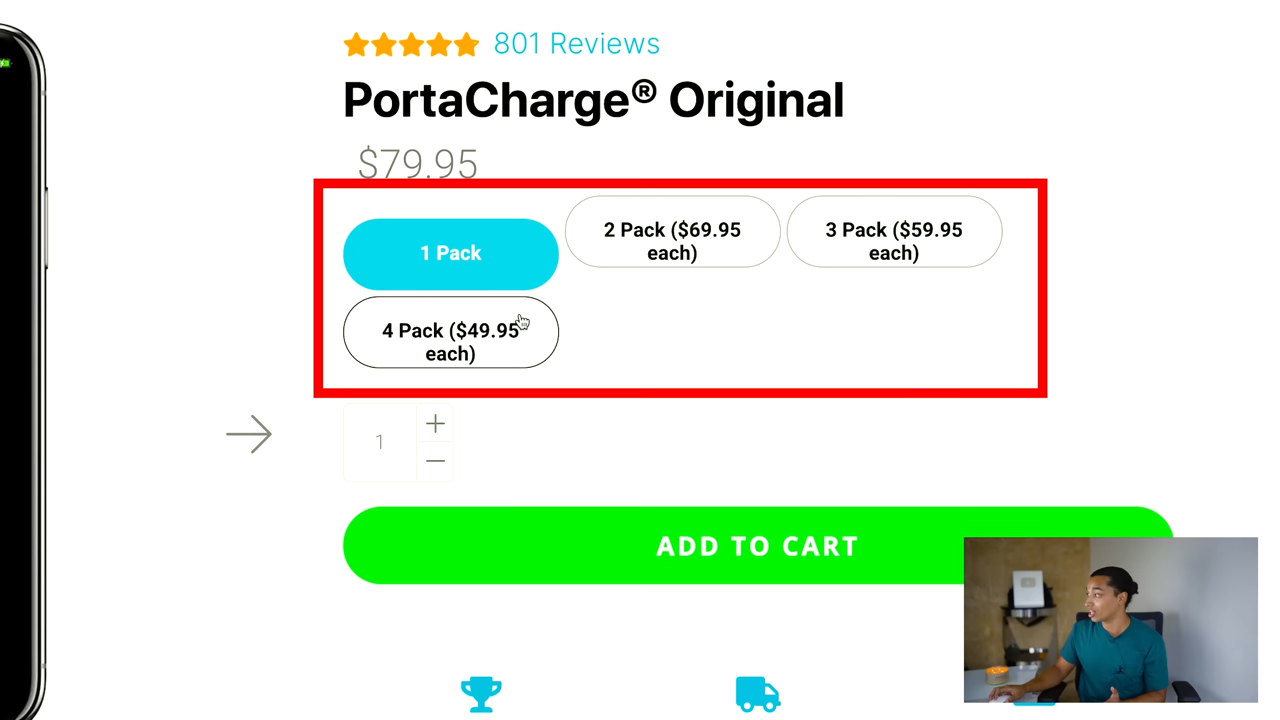 801 Reviews
PortaCharge® Original
$79.95
1 Pack
2 Pack ($69.95
each)
3 Pack ($59.95
each)
4 Pack ($49.95
each)
1
ADD TO CART